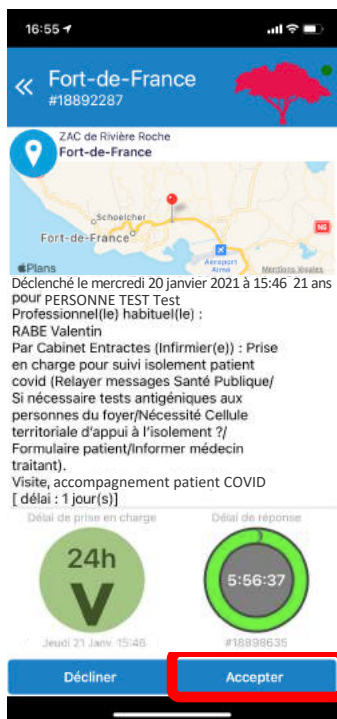 16:55
Fort-de-France
#18892287
ZAC de Rivière Roche
Fort-de-France
Schoelcher
Fort-de-France
N6
Aéroport
Aimé
Plans
Mentions légales
Déclenché le mercredi 20 janvier 2021 à 15:46 21 ans
pour PERSONNE TEST Test
Professionnel(le) habituel(le) :
RABE Valentin
Par Cabinet Entractes (Infirmier(e)) : Prise
en charge pour suivi isolement patient
covid (Relayer messages Santé Publique/
Si nécessaire tests antigéniques aux
personnes du foyer/Nécessité Cellule
territoriale d'appui à l'isolement ?/
Formulaire patient/Informer médecin
traitant).
Visite, accompagnement patient COVID
[ délai : 1 jour(s)]
Délai de prise en charge
Délai de réponse
24h
V
5:56:37
Jeudi 21 Janv. 15:46
#18898635
Décliner
Accepter